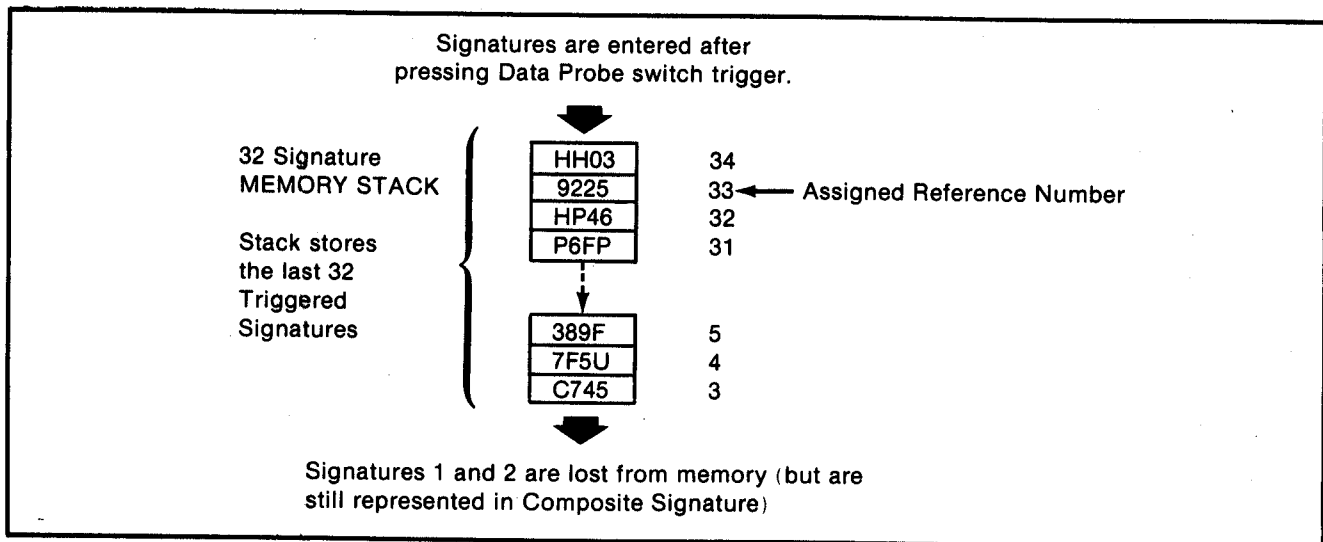 Signatures are entered after
pressing Data Probe switch trigger.
32 Signature
MEMORY STACK
Stack stores
the last 32
Triggered
Signatures
HH03 34
9225 33 Assigned Reference Number
HP46 32
P6FP 31
389F 5
7F5U 4
C745 3
Signatures 1 and 2 are lost from memory (but are
still represented in Composite Signature)